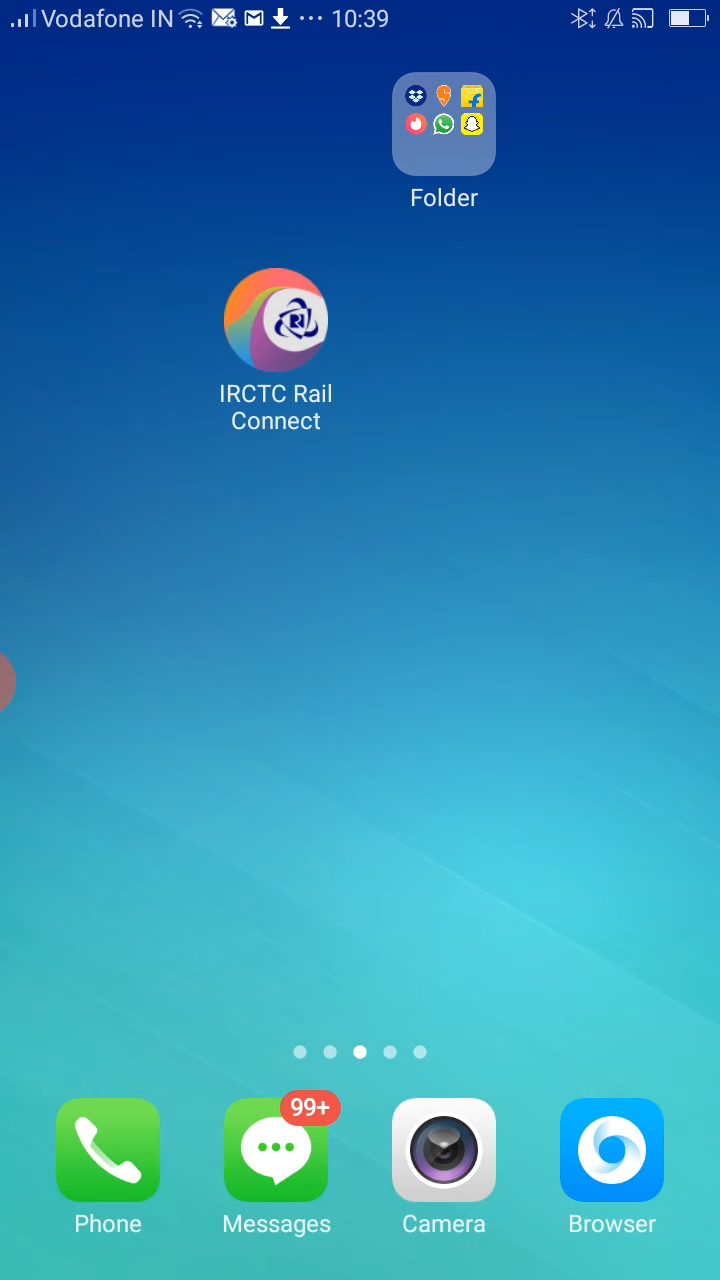 Vodafone IN 10:39
Folder
IRCTC Rail
Connect
99+
Phone Messages Camera Browser